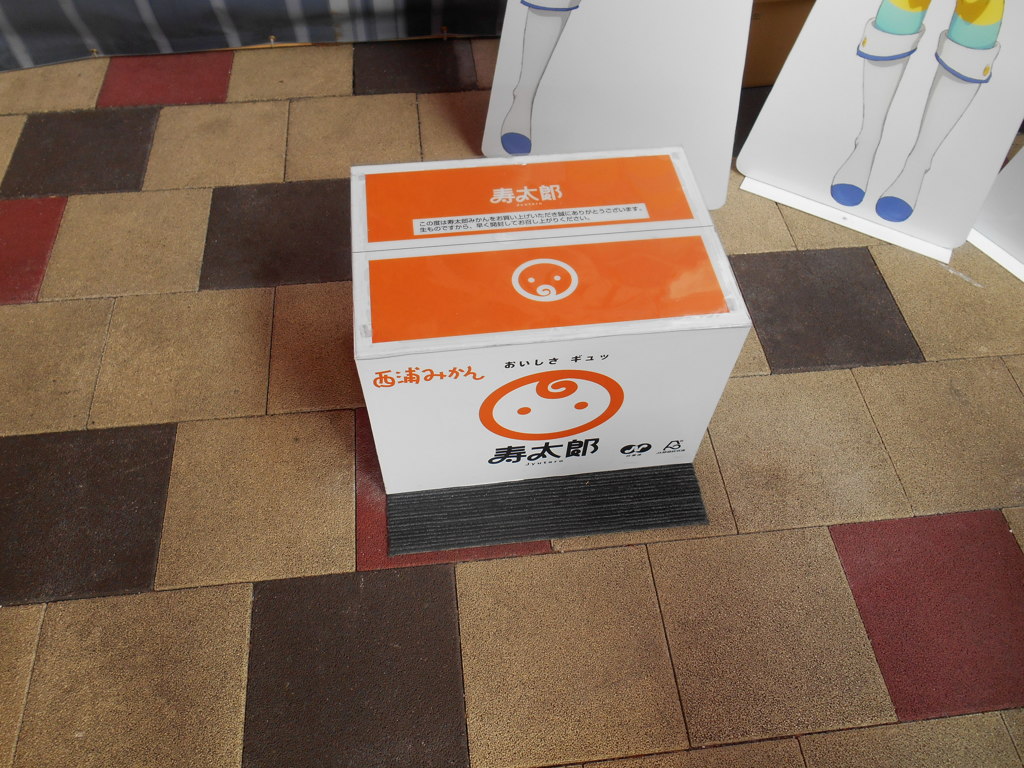 寿太郎
Jyutaro
この度は寿太郎みかんをお買い上げいただき誠にありがとうございます。
生ものですから、早く開封してお召し上がりください。
おいしさ ギュッ
西浦みかん
寿太郎
Jyutaro